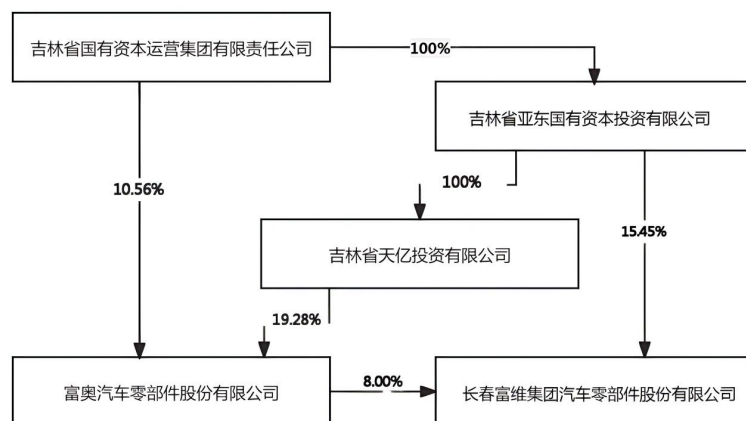 吉林省国有资本运营集团有限责任公司
100%
吉林省亚东国有资本投资有限公司
10.56%
100%
15.45%
吉林省天亿投资有限公司
19.28%
富奥汽车零部件股份有限公司
8.00%
长春富维集团汽车零部件股份有限公司